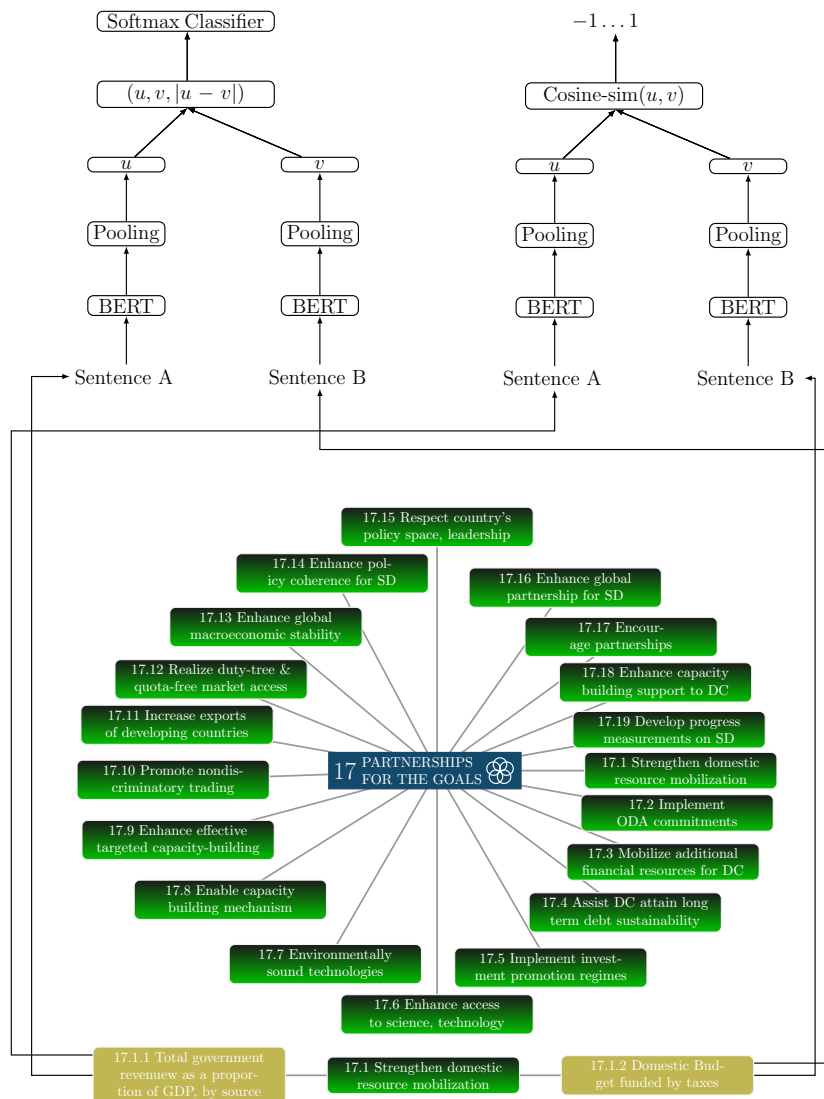 Softmax Classifier
−1 … 1
(u, v, |u − v|)
Cosine-sim(u, v)
u
v
u
v
Pooling
Pooling
Pooling
Pooling
BERT
BERT
BERT
BERT
Sentence A
Sentence B
Sentence A
Sentence B
17.15 Respect country's
policy space, leadership
17.14 Enhance pol-
icy coherence for SD
17.16 Enhance global
partnership for SD
17.13 Enhance global
macroeconomic stability
17.17 Encour-
age partnerships
17.12 Realize duty-tree &
quota-free market access
17.18 Enhance capacity
building support to DC
17.11 Increase exports
of developing countries
17.19 Develop progress
measurements on SD
17 PARTNERSHIPS
FOR THE GOALS
17.1 Strengthen domestic
resource mobilization
17.10 Promote nondis-
criminatory trading
17.2 Implement
ODA commitments
17.9 Enhance effective
targeted capacity-building
17.3 Mobilize additional
financial resources for DC
17.8 Enable capacity
building mechanism
17.4 Assist DC attain long
term debt sustainability
17.7 Environmentally
sound technologies
17.5 Implement invest-
ment promotion regimes
17.6 Enhance access
to science, technology
17.1.1 Total government
revenuew as a propor-
tion of GDP, by source
17.1 Strengthen domestic
resource mobilization
17.1.2 Domestic Bud-
get funded by taxes